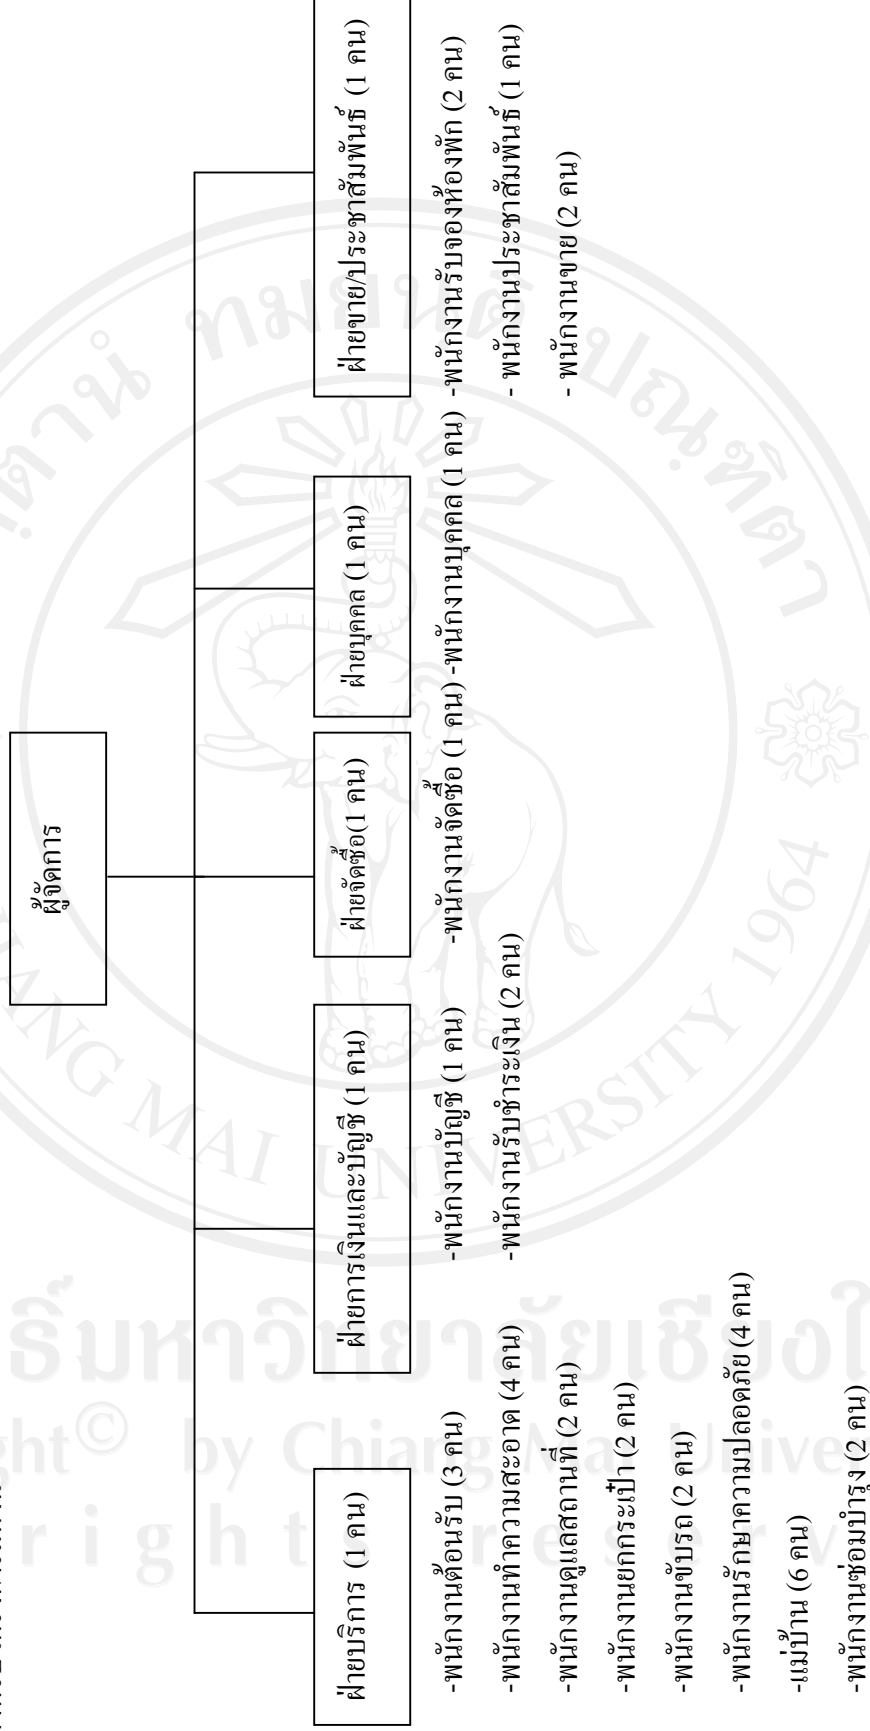 ผู้จัดการ
ฝ่ายบริการ (1 คน)
-พนักงานต้อนรับ (3 คน)
-พนักงานทำความสะอาด (4 คน)
-พนักงานดูแลสถานที่ (2 คน)
-พนักงานยกกระเป๋า (2 คน)
-พนักงานขับรถ (2 คน)
-พนักงานรักษาความปลอดภัย (4 คน)
-แม่บ้าน (6 คน)
-พนักงานซ่อมบำรุง (2 คน)
ฝ่ายการเงินและบัญชี (1 คน)
-พนักงานบัญชี (1 คน)
-พนักงานรับชำระเงิน (2 คน)
ฝ่ายจัดซื้อ(1 คน)
-พนักงานจัดซื้อ (1 คน)
ฝ่ายบุคคล (1 คน)
-พนักงานบุคคล (1 คน)
ฝ่ายขาย/ประชาสัมพันธ์ (1 คน)
-พนักงานรับจองห้องพัก (2 คน)
- พนักงานประชาสัมพันธ์ (1 คน)
- พนักงานขาย (2 คน)